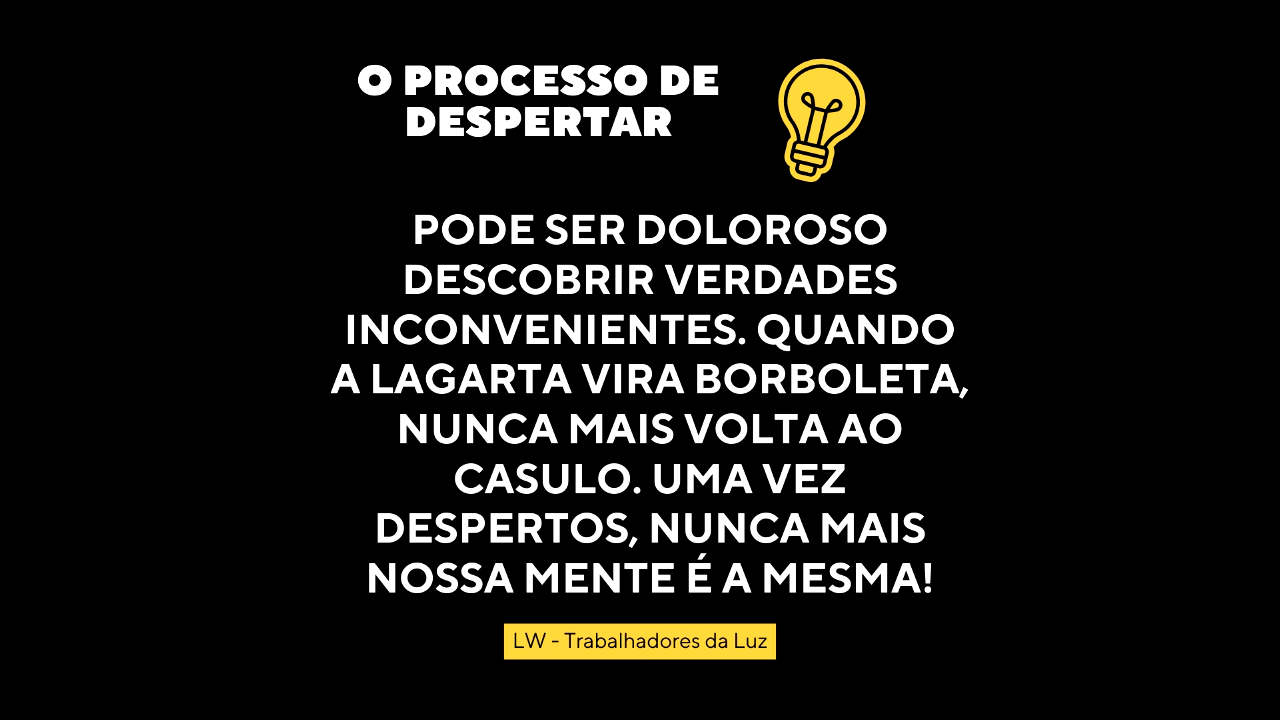 O PROCESSO DE
DESPERTAR
PODE SER DOLOROSO
DESCOBRIR VERDADES
INCONVENIENTES. QUANDO
A LAGARTA VIRA BORBOLETA,
NUNCA MAIS VOLTA AO
CASULO. UMA VEZ
DESPERTOS, NUNCA MAIS
NOSSA MENTE É A MESMA!
LW - Trabalhadores da Luz